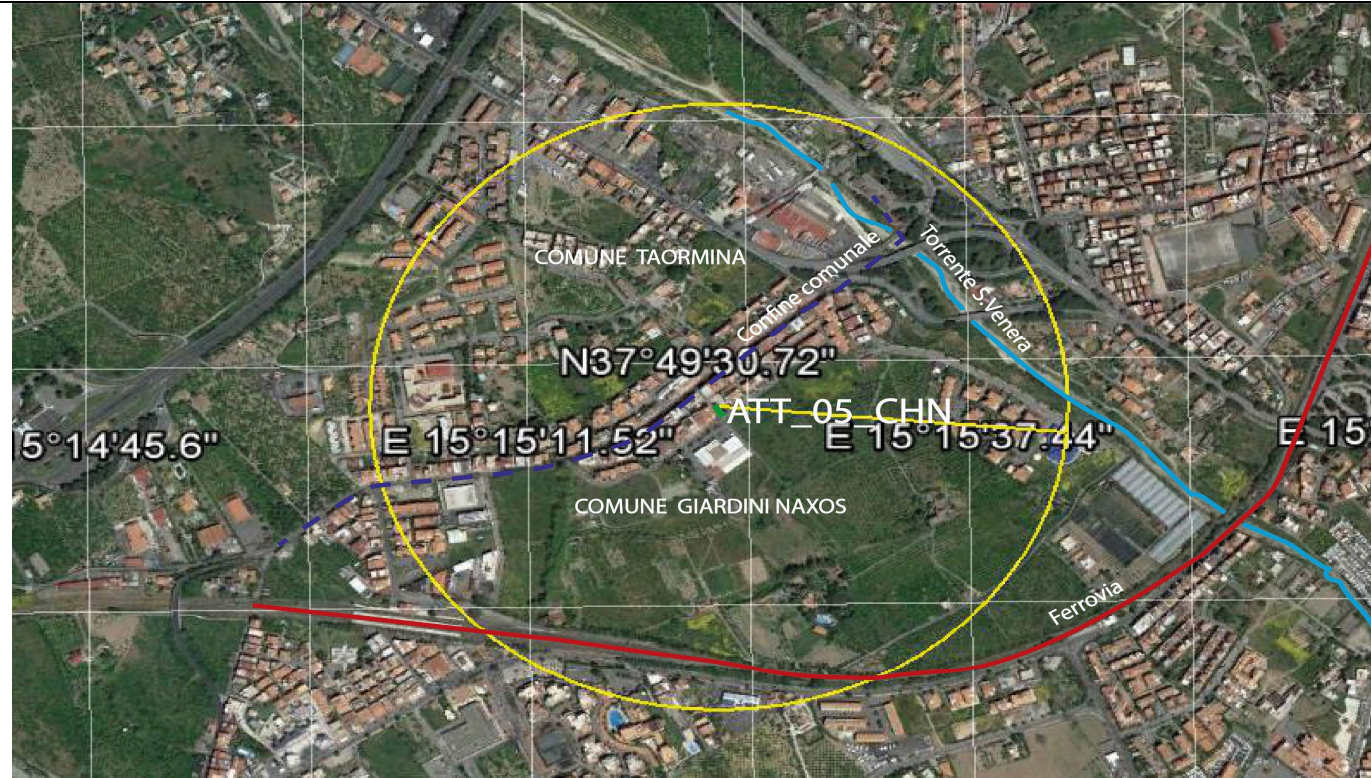 COMUNE TAORMINA
Confine comunale
Torrente S.Venera
N37°49'30.72"
ATT_05_CHN
5°14'45.6"
E 15°15'11.52"
E 15°15'37.44"
E 15
COMUNE GIARDINI NAXOS
Ferrovia